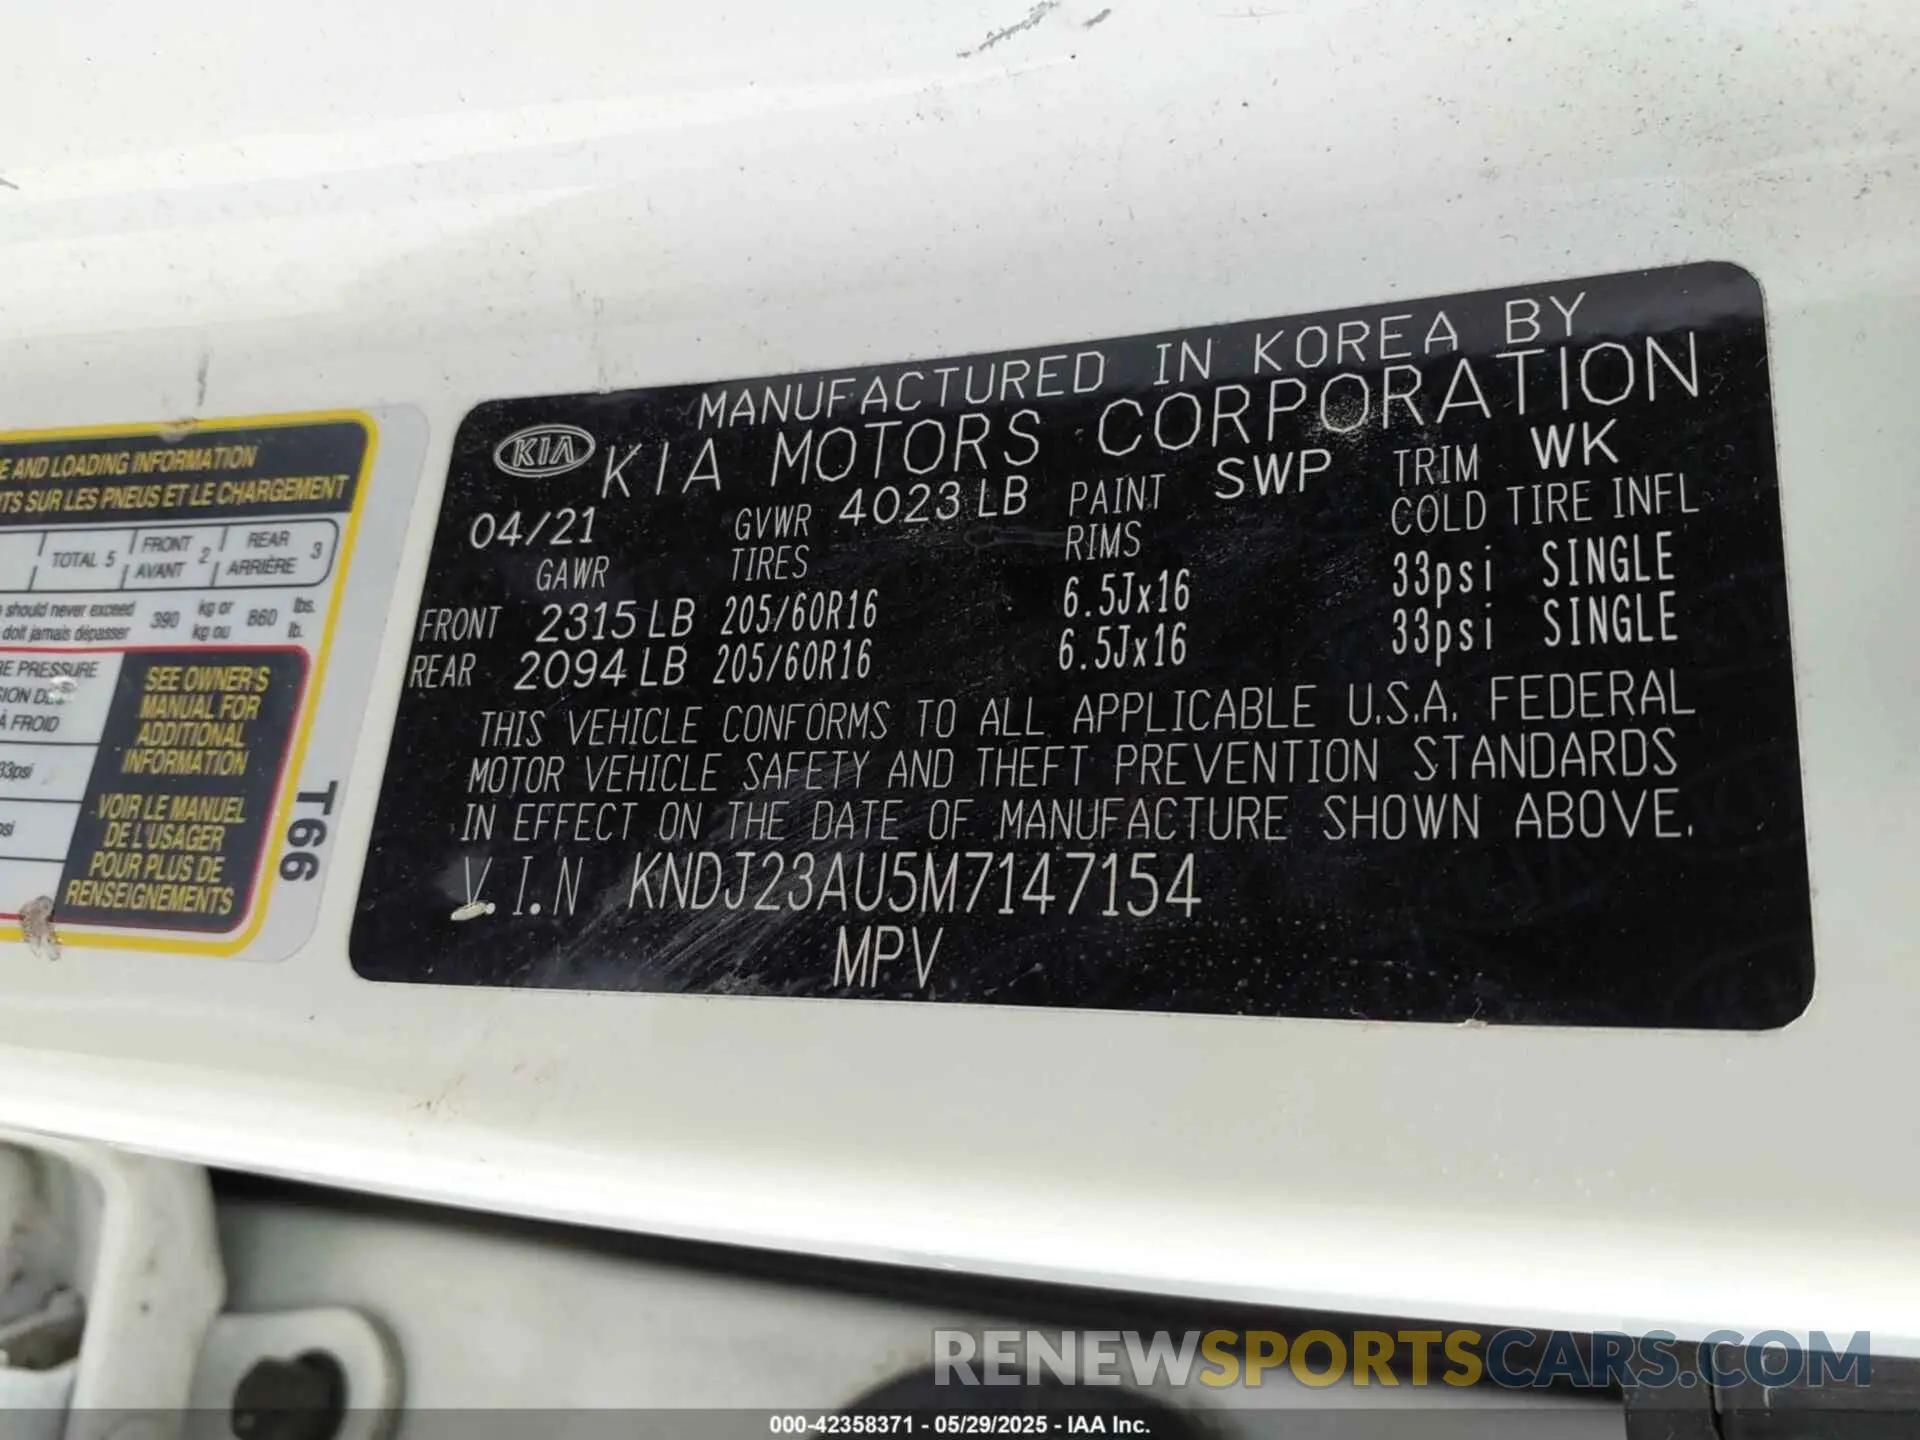 E AND LOADING INFORMATION
TS SUR LES PNEUS ET LE CHARGEMENT
TOTAL 5 FRONT AVANT 2 REAR ARRIÈRE 3
should never exceed 390 kg or 860 lbs.
doit jamais dépasser kg ou lb.
RE PRESSURE
SION DES
À FROID
33psi
psi
SEE OWNER'S
MANUAL FOR
ADDITIONAL
INFORMATION
VOIR LE MANUEL
DE L'USAGER
POUR PLUS DE
RENSEIGNEMENTS
T66
MANUFACTURED IN KOREA BY
KIA KIA MOTORS CORPORATION
04/21 GVWR 4023 LB PAINT SWP TRIM WK
GAWR TIRES RIMS COLD TIRE INFL
FRONT 2315 LB 205/60R16 6.5Jx16 33psi SINGLE
REAR 2094 LB 205/60R16 6.5Jx16 33psi SINGLE
THIS VEHICLE CONFORMS TO ALL APPLICABLE U.S.A. FEDERAL
MOTOR VEHICLE SAFETY AND THEFT PREVENTION STANDARDS
IN EFFECT ON THE DATE OF MANUFACTURE SHOWN ABOVE.
V.I.N KNDJ23AU5M7147154
MPV
RENEWSPORTSCARS.COM
000-42358371 - 05/29/2025 - IAA Inc.